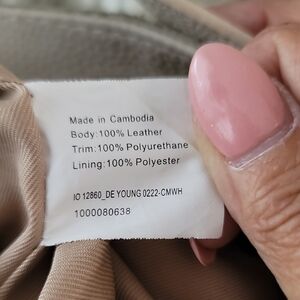 Made in Cambodia
Body:100% Leather
Trim:100% Polyurethane
Lining:100% Polyester
IO 12860_DE YOUNG 0222-CMWH
1000080638